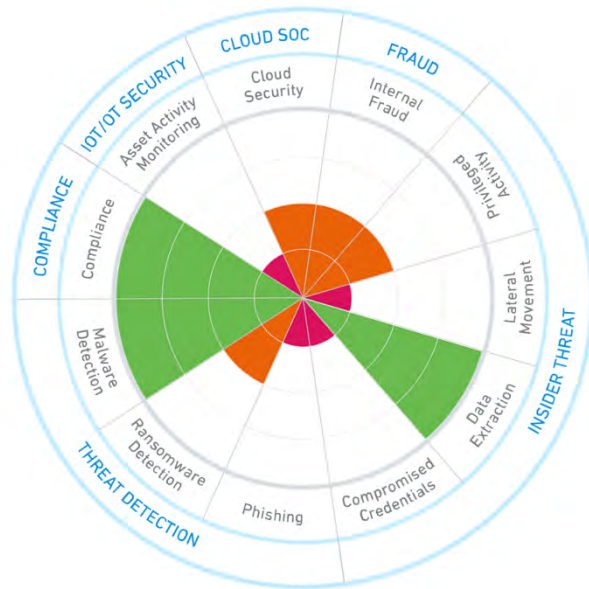 CLOUD SOC
FRAUD
INSIDER THREAT
THREAT DETECTION
COMPLIANCE
IOT/OT SECURITY
Cloud
Security
Internal
Fraud
Privileged
Activity
Lateral
Movement
Data
Extraction
Compromised
Credentials
Phishing
Ransomware
Detection
Malware
Detection
Compliance
Asset Activity
Monitoring